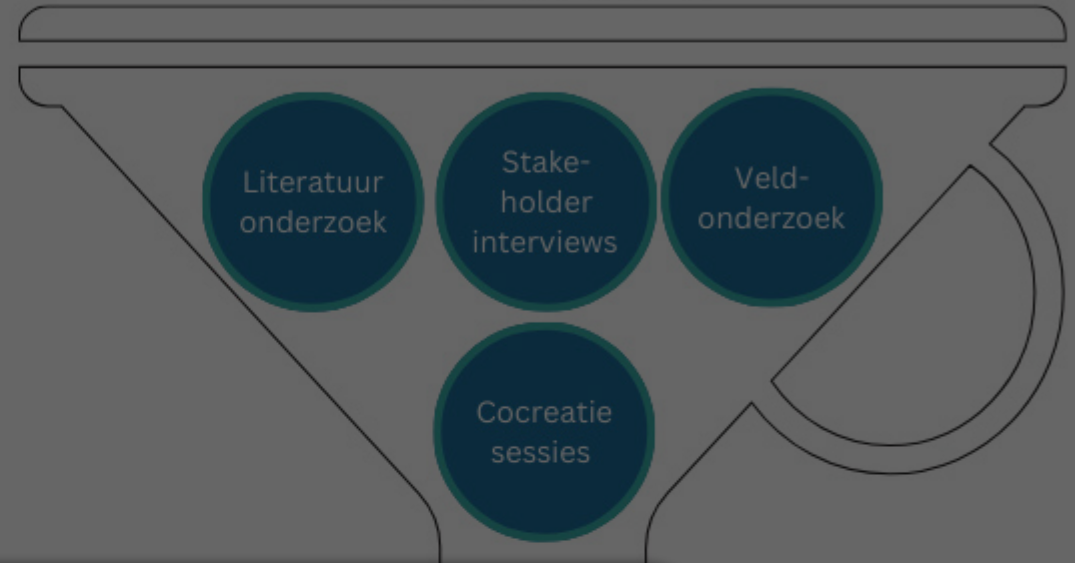 Literatuur
onderzoek
Stake-
holder
interviews
Veld-
onderzoek
Cocreatie
sessies